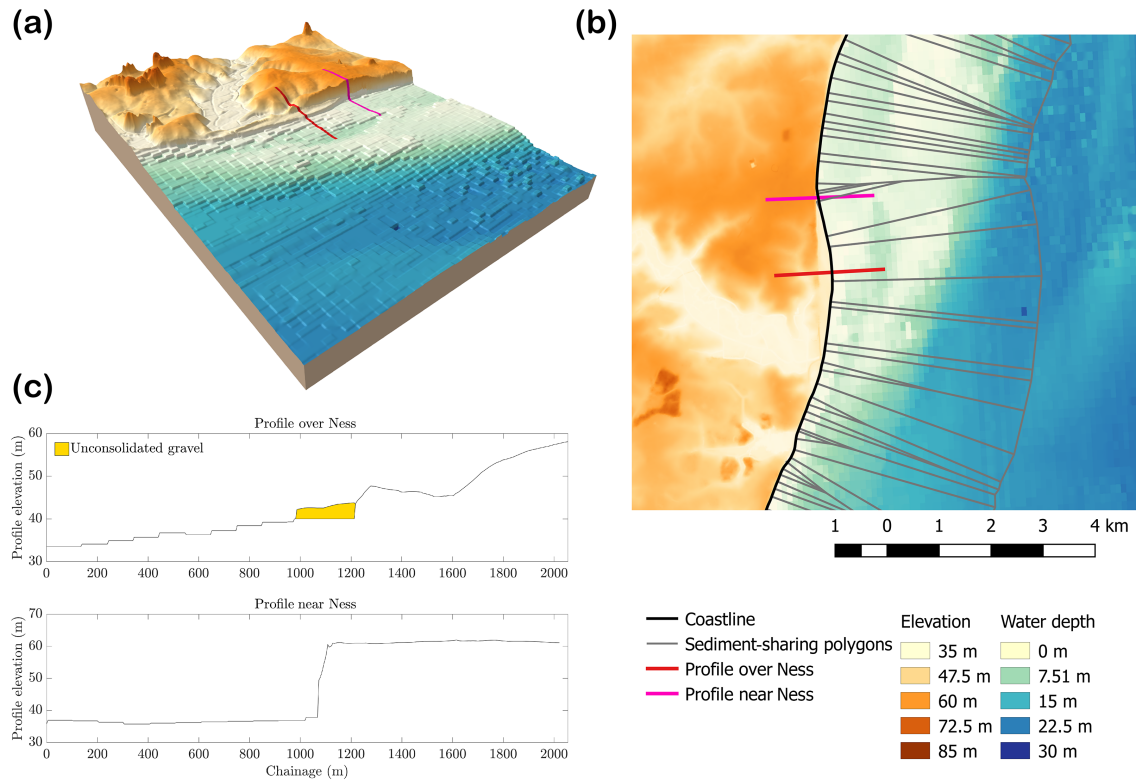 (a)
(b)
1 0 1 2 3 4 km
Coastline
Sediment-sharing polygons
Profile over Ness
Profile near Ness
Elevation
35 m
47.5 m
60 m
72.5 m
85 m
Water depth
0 m
7.51 m
15 m
22.5 m
30 m
(c)
Profile over Ness
Unconsolidated gravel
Profile elevation (m)
60
50
40
30
0 200 400 600 800 1000 1200 1400 1600 1800 2000
Profile near Ness
Profile elevation (m)
70
60
50
40
30
0 200 400 600 800 1000 1200 1400 1600 1800 2000
Chainage (m)